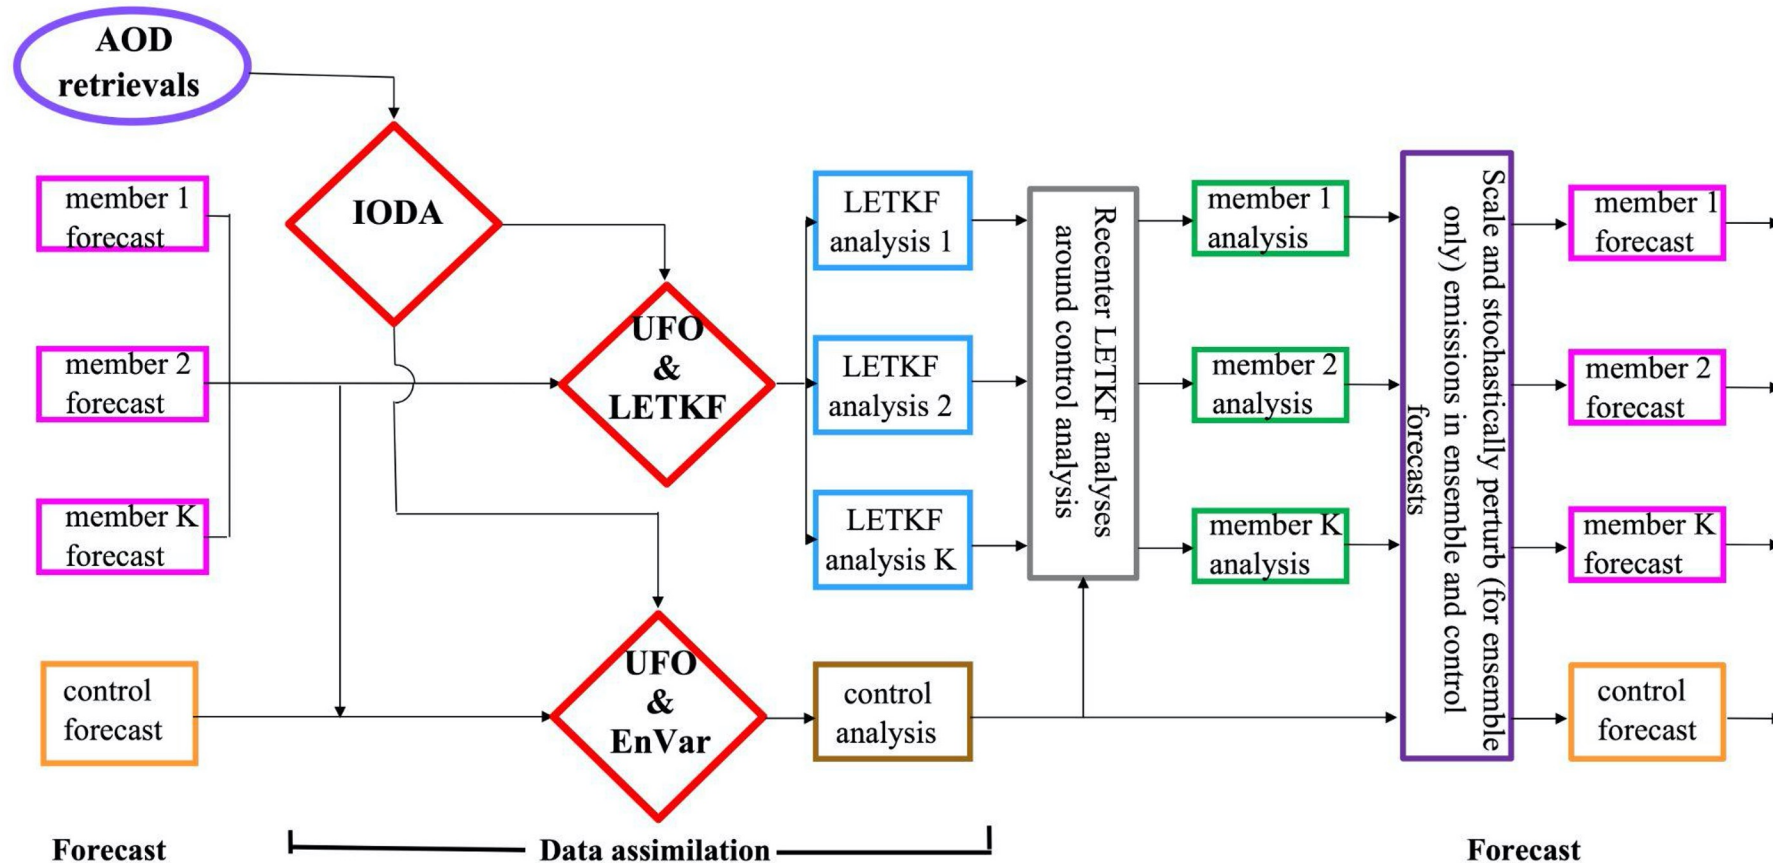 AOD
retrievals
member 1
forecast
member 2
forecast
member K
forecast
control
forecast
IODA
UFO
&
LETKF
UFO
&
EnVar
LETKF
analysis 1
LETKF
analysis 2
LETKF
analysis K
control
analysis
Recenter LETKF analyses
around control analysis
member 1
analysis
member 2
analysis
member K
analysis
Scale and stochastically perturb (for ensemble
only) emissions in ensemble and control
forecasts
member 1
forecast
member 2
forecast
member K
forecast
control
forecast
Forecast
Data assimilation
Forecast